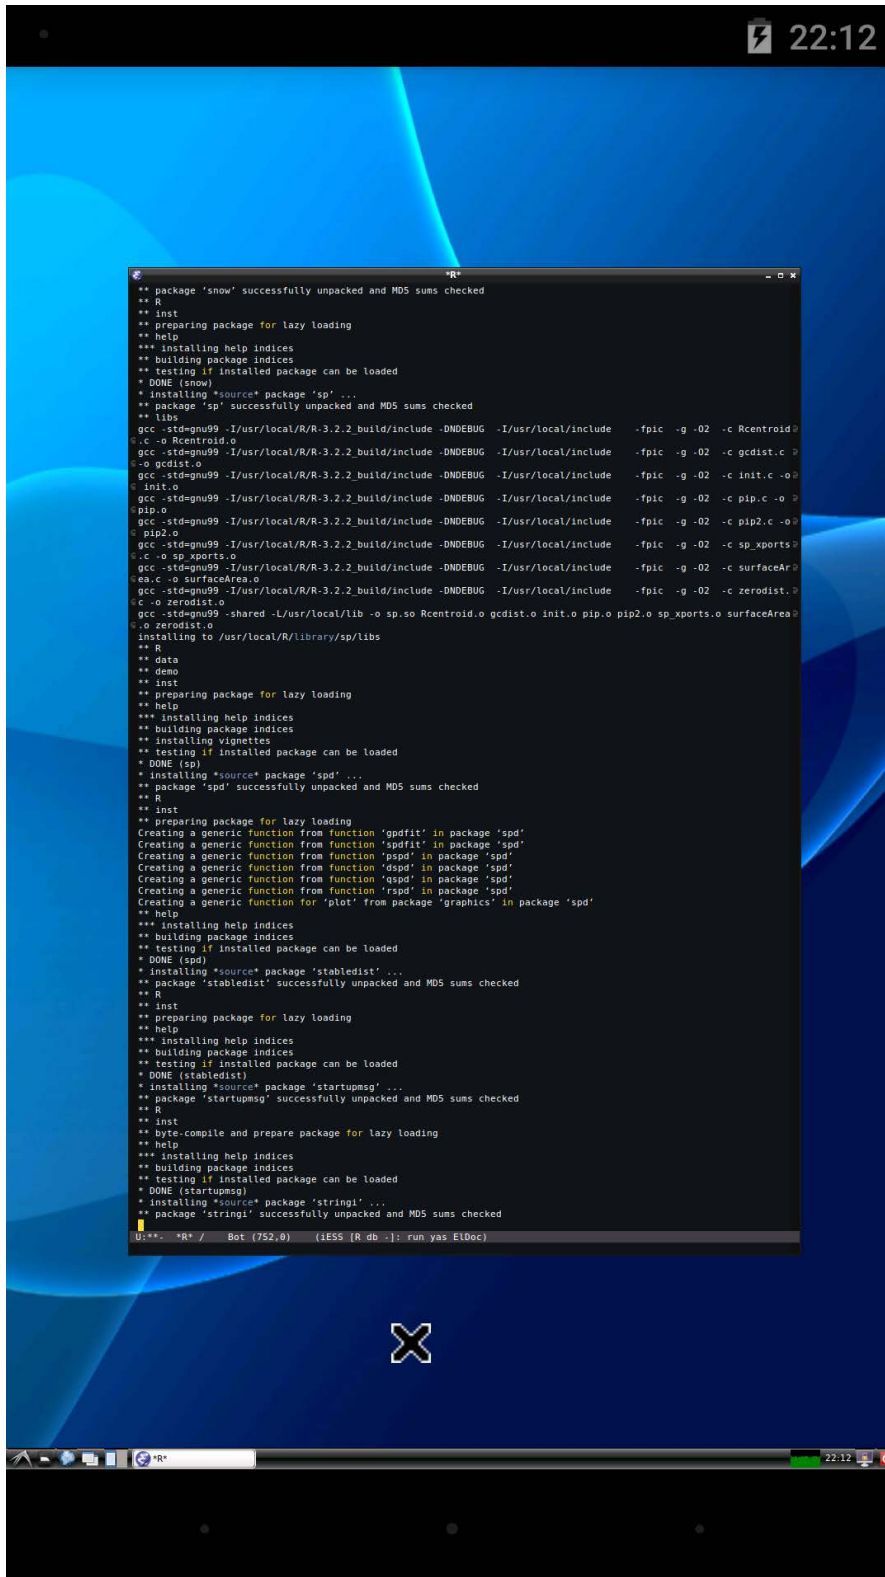 22:12
*R*
** package ‘snow’ successfully unpacked and MD5 sums checked
** R
** inst
** preparing package for lazy loading
** help
*** installing help indices
** building package indices
** testing if installed package can be loaded
* DONE (snow)
* installing *source* package ‘sp’ ...
** package ‘sp’ successfully unpacked and MD5 sums checked
** libs
gcc -std=gnu99 -I/usr/local/R/R-3.2.2_build/include -DNDEBUG  -I/usr/local/include    -fpic  -g -O2  -c Rcentroid
.c -o Rcentroid.o
gcc -std=gnu99 -I/usr/local/R/R-3.2.2_build/include -DNDEBUG  -I/usr/local/include    -fpic  -g -O2  -c gcdist.c
-o gcdist.o
gcc -std=gnu99 -I/usr/local/R/R-3.2.2_build/include -DNDEBUG  -I/usr/local/include    -fpic  -g -O2  -c init.c -o
init.o
gcc -std=gnu99 -I/usr/local/R/R-3.2.2_build/include -DNDEBUG  -I/usr/local/include    -fpic  -g -O2  -c pip.c -o
pip.o
gcc -std=gnu99 -I/usr/local/R/R-3.2.2_build/include -DNDEBUG  -I/usr/local/include    -fpic  -g -O2  -c pip2.c -o
pip2.o
gcc -std=gnu99 -I/usr/local/R/R-3.2.2_build/include -DNDEBUG  -I/usr/local/include    -fpic  -g -O2  -c sp_xports
.c -o sp_xports.o
gcc -std=gnu99 -I/usr/local/R/R-3.2.2_build/include -DNDEBUG  -I/usr/local/include    -fpic  -g -O2  -c surfaceAr
ea.c -o surfaceArea.o
gcc -std=gnu99 -I/usr/local/R/R-3.2.2_build/include -DNDEBUG  -I/usr/local/include    -fpic  -g -O2  -c zerodist.
c -o zerodist.o
gcc -std=gnu99 -shared -L/usr/local/lib -o sp.so Rcentroid.o gcdist.o init.o pip.o pip2.o sp_xports.o surfaceArea
.o zerodist.o
installing to /usr/local/R/library/sp/libs
** R
** data
** demo
** inst
** preparing package for lazy loading
** help
*** installing help indices
** building package indices
** installing vignettes
** testing if installed package can be loaded
* DONE (sp)
* installing *source* package ‘spd’ ...
** package ‘spd’ successfully unpacked and MD5 sums checked
** R
** inst
** preparing package for lazy loading
Creating a generic function from function ‘gpdfit’ in package ‘spd’
Creating a generic function from function ‘spdfit’ in package ‘spd’
Creating a generic function from function ‘pspd’ in package ‘spd’
Creating a generic function from function ‘dspd’ in package ‘spd’
Creating a generic function from function ‘qspd’ in package ‘spd’
Creating a generic function from function ‘rspd’ in package ‘spd’
Creating a generic function for ‘plot’ from package ‘graphics’ in package ‘spd’
** help
*** installing help indices
** building package indices
** testing if installed package can be loaded
* DONE (spd)
* installing *source* package ‘stabledist’ ...
** package ‘stabledist’ successfully unpacked and MD5 sums checked
** R
** inst
** preparing package for lazy loading
** help
*** installing help indices
** building package indices
** testing if installed package can be loaded
* DONE (stabledist)
* installing *source* package ‘startupmsg’ ...
** package ‘startupmsg’ successfully unpacked and MD5 sums checked
** R
** inst
** byte-compile and prepare package for lazy loading
** help
*** installing help indices
** building package indices
** testing if installed package can be loaded
* DONE (startupmsg)
* installing *source* package ‘stringi’ ...
** package ‘stringi’ successfully unpacked and MD5 sums checked
U:**-  *R* /    Bot (752,0)    (iESS [R db -]: run yas ElDoc)
*R*
22:12